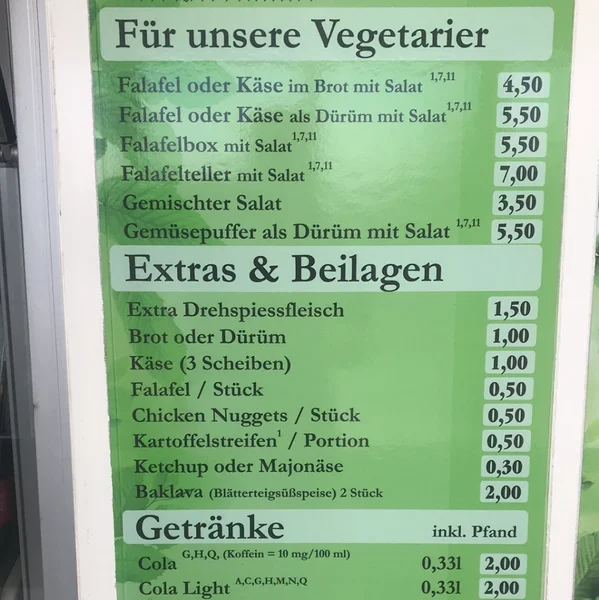 Für unsere Vegetarier
Falafel oder Käse im Brot mit Salat 1,7,11 4,50
Falafel oder Käse als Dürüm mit Salat 1,7,11 5,50
Falafelbox mit Salat 1,7,11 5,50
Falafelteller mit Salat 1,7,11 7,00
Gemischter Salat 3,50
Gemüsepuffer als Dürüm mit Salat 1,7,11 5,50
Extras & Beilagen
Extra Drehspiessfleisch 1,50
Brot oder Dürüm 1,00
Käse (3 Scheiben) 1,00
Falafel / Stück 0,50
Chicken Nuggets / Stück 0,50
Kartoffelstreifen1 / Portion 0,50
Ketchup oder Majonäse 0,30
Baklava (Blätterteigsüßspeise) 2 Stück 2,00
Getränke inkl. Pfand
Cola G,H,Q, (Koffein = 10 mg/100 ml) 0,33l 2,00
Cola Light A,C,G,H,M,N,Q 0,33l 2,00